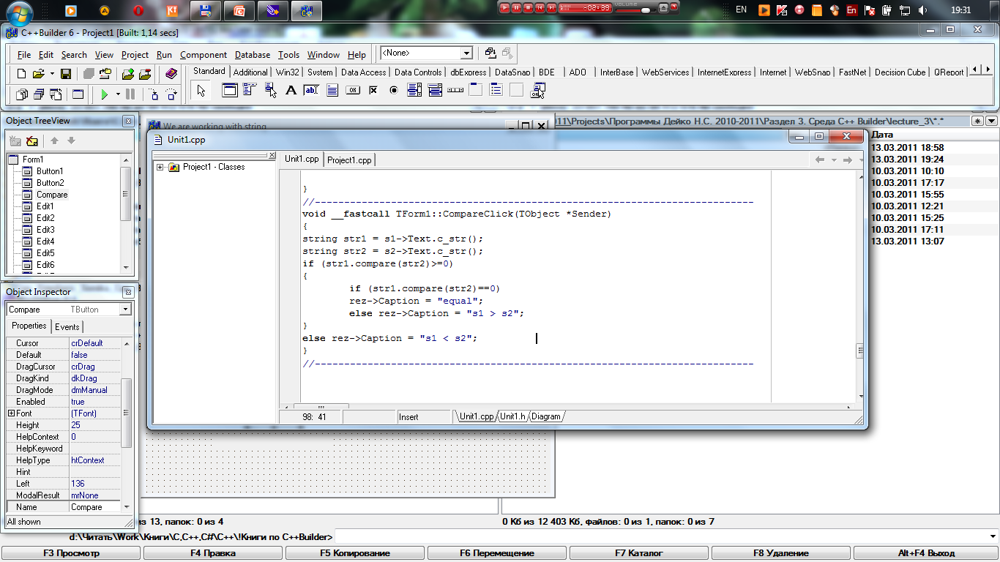 -02:38
VOLUME
EN
En
19:31
C++Builder 6 - Project1 [Built: 1,14 secs]
File Edit Search View Project Run Component Database Tools Window Help
<None>
Standard Additional Win32 System Data Access Data Controls dbExpress DataSnap BDE ADO InterBase WebServices InternetExpress Internet WebSnap FastNet Decision Cube QReport
Object TreeView
Form1
Button1
Button2
Compare
Edit1
Edit2
Edit3
Edit4
Edit5
Edit6
Object Inspector
Compare TButton
Properties Events
Cursor crDefault
Default false
DragCursor crDrag
DragKind dkDrag
DragMode dmManual
Enabled true
Font (TFont)
Height 25
HelpContext 0
HelpKeyword
HelpType htContext
Hint
Left 136
ModalResult mrNone
Name Compare
All shown
We are working with string
Unit1.cpp
Project1 - Classes
Unit1.cpp Project1.cpp
}
//---------------------------------------------------------------------------
void __fastcall TForm1::CompareClick(TObject *Sender)
{
string str1 = s1->Text.c_str();
string str2 = s2->Text.c_str();
if (str1.compare(str2)>=0)
{
if (str1.compare(str2)==0)
rez->Caption = "equal";
else rez->Caption = "s1 > s2";
}
else rez->Caption = "s1 < s2";
}
//---------------------------------------------------------------------------
98: 41 Insert Unit1.cpp Unit1.h Diagram
011\Projects\Программы Дейко Н.С. 2010-2011\Раздел 3. Среда C++ Builder\lecture_3\*.*
Дата
13.03.2011 18:58
13.03.2011 19:24
10.03.2011 10:10
10.03.2011 17:17
10.03.2011 15:55
10.03.2011 12:21
10.03.2011 15:25
10.03.2011 17:11
13.03.2011 13:07
из 13, папок: 0 из 4
0 Кб из 12 403 Кб, файлов: 0 из 1, папок: 0 из 7
d:\Читать\Work\Книги\C,C++,C#\C++\!Книги по C++Builder>
F3 Просмотр F4 Правка F5 Копирование F6 Перемещение F7 Каталог F8 Удаление Alt+F4 Выход